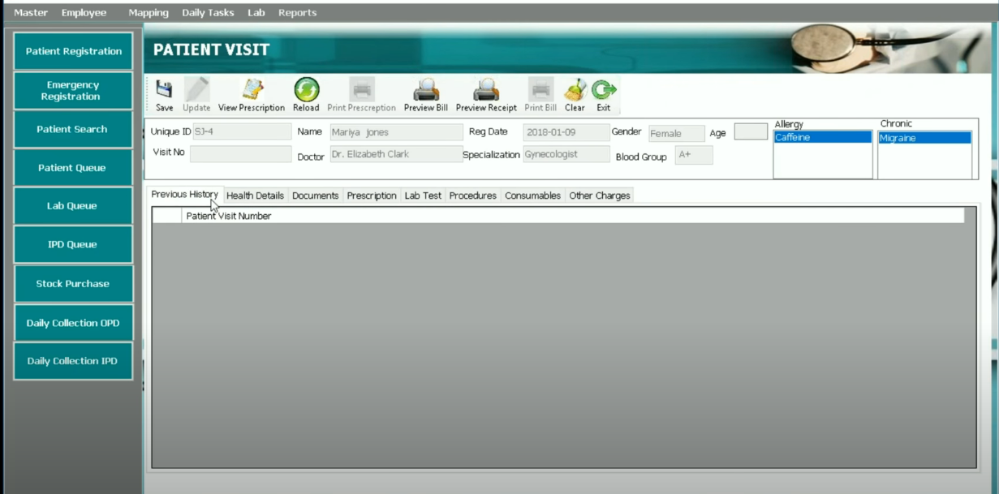 Master Employee Mapping Daily Tasks Lab Reports
Patient Registration
Emergency
Registration
Patient Search
Patient Queue
Lab Queue
IPD Queue
Stock Purchase
Daily Collection OPD
Daily Collection IPD
PATIENT VISIT
Save Update View Prescription Reload Print Prescreption Preview Bill Preview Receipt Print Bill Clear Exit
Unique ID SJ-4 Name Mariya jones Reg Date 2018-01-09 Gender Female Age
Visit No Doctor Dr. Elizabeth Clark Specialization Gynecologist Blood Group A+
Allergy Chronic
Caffeine Migraine
Previous History Health Details Documents Prescription Lab Test Procedures Consumables Other Charges
Patient Visit Number